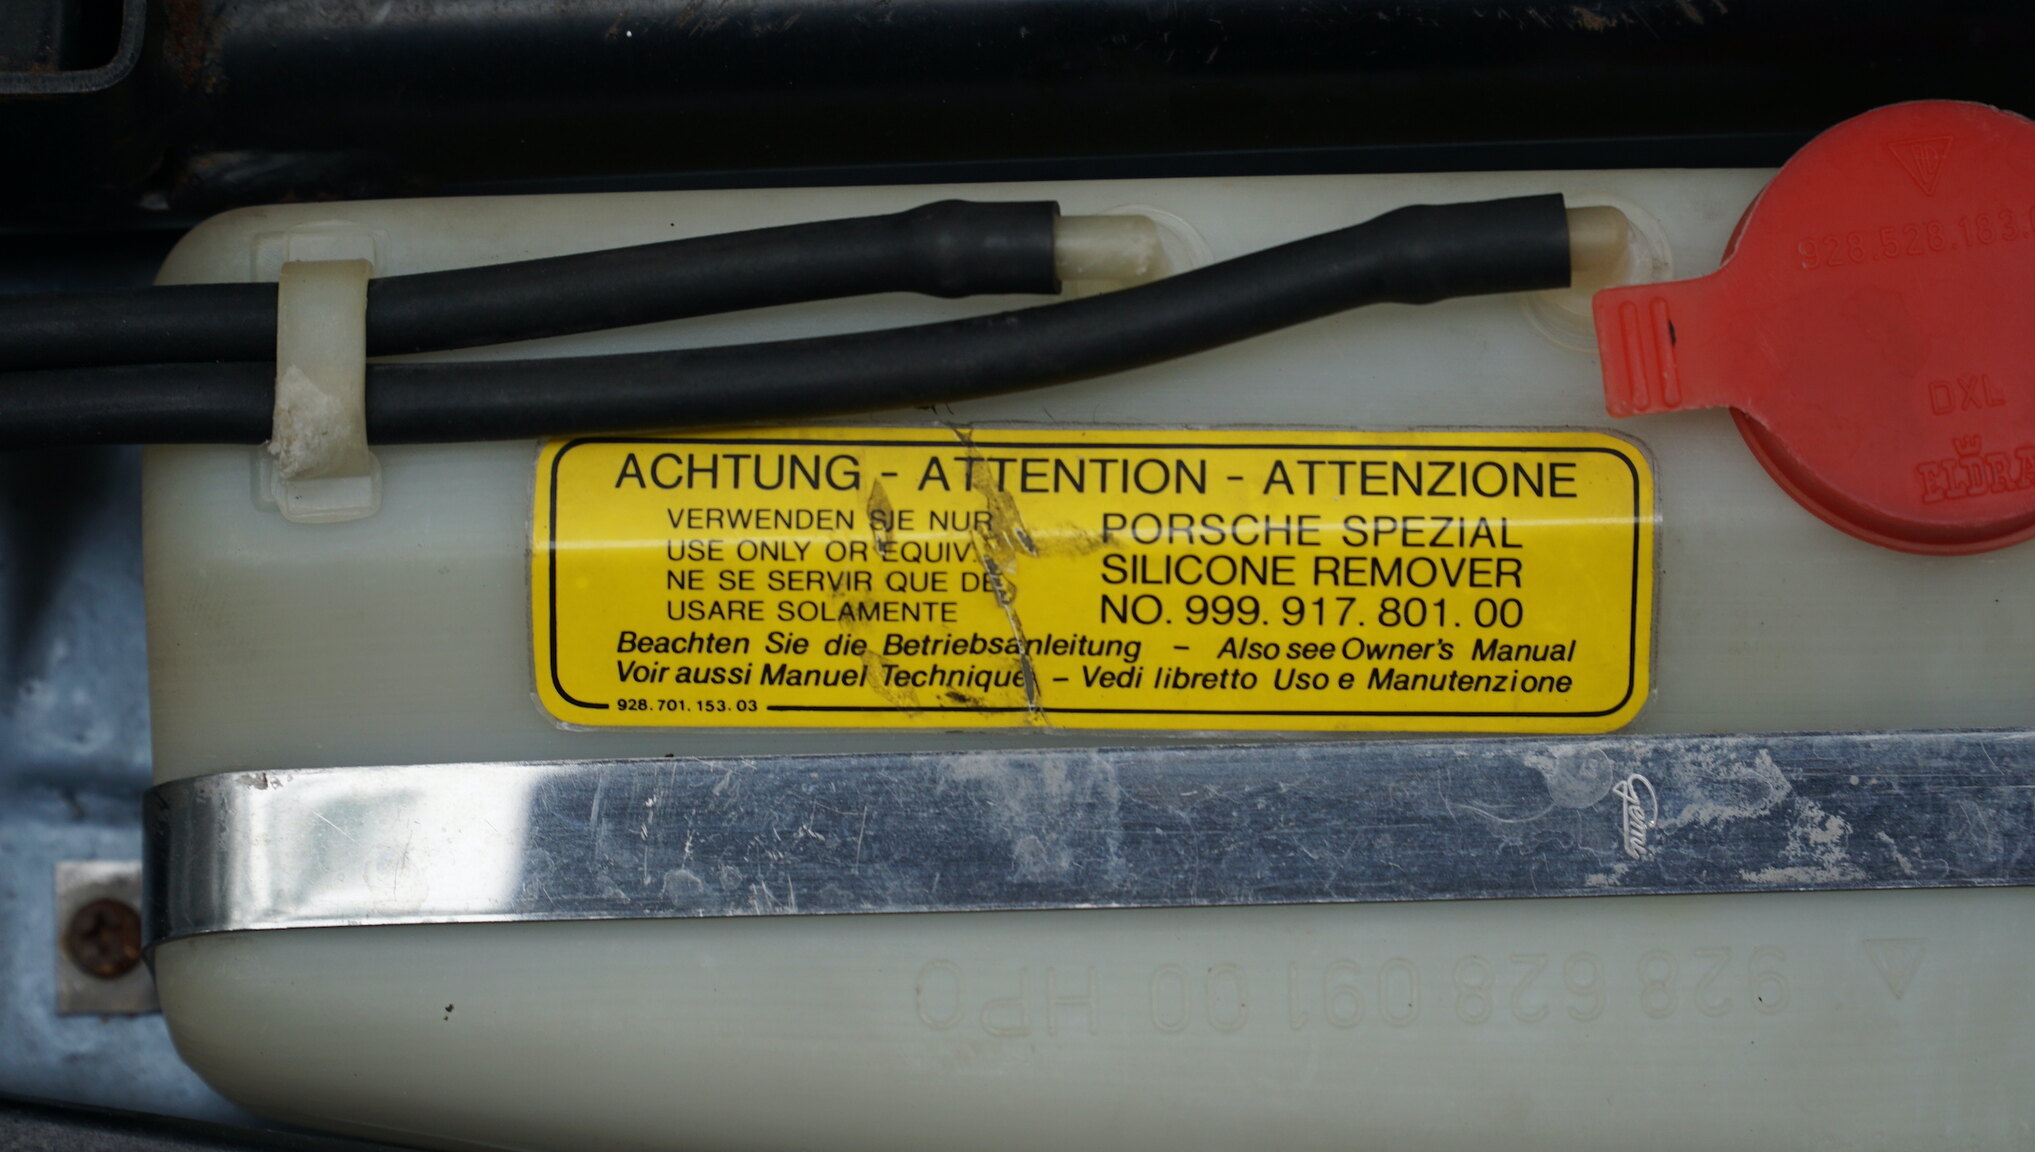 928.528.183.
DXL
ELDRA
ACHTUNG - ATTENTION - ATTENZIONE
VERWENDEN SIE NUR
USE ONLY OR EQUIV.
NE SE SERVIR QUE DE
USARE SOLAMENTE
PORSCHE SPEZIAL
SILICONE REMOVER
NO. 999. 917. 801. 00
Beachten Sie die Betriebsanleitung - Also see Owner's Manual
Voir aussi Manuel Technique - Vedi libretto Uso e Manutenzione
928. 701. 153. 03
Gemi
928 628 091 00 HPO